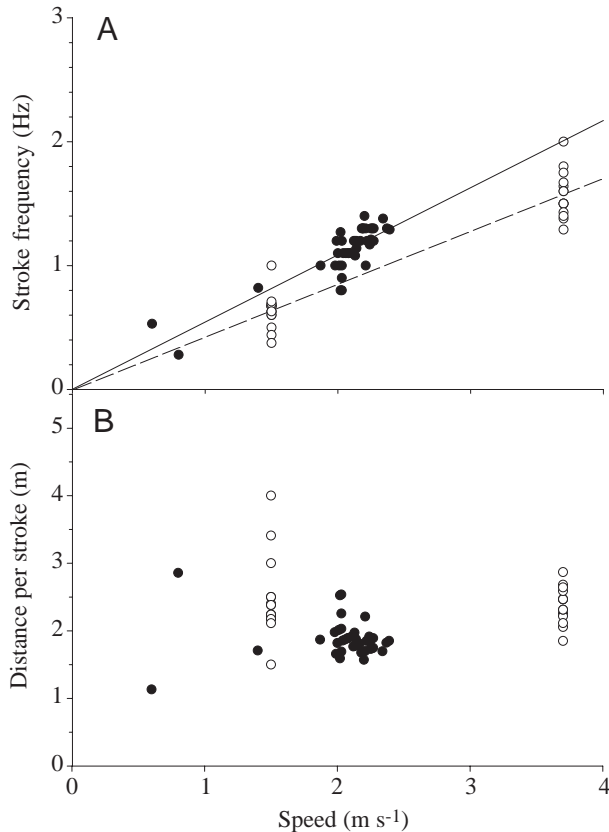 A
Stroke frequency (Hz)
3
2
1
0
B
Distance per stroke (m)
5
4
3
2
1
0
0 1 2 3 4
Speed (m s-1)